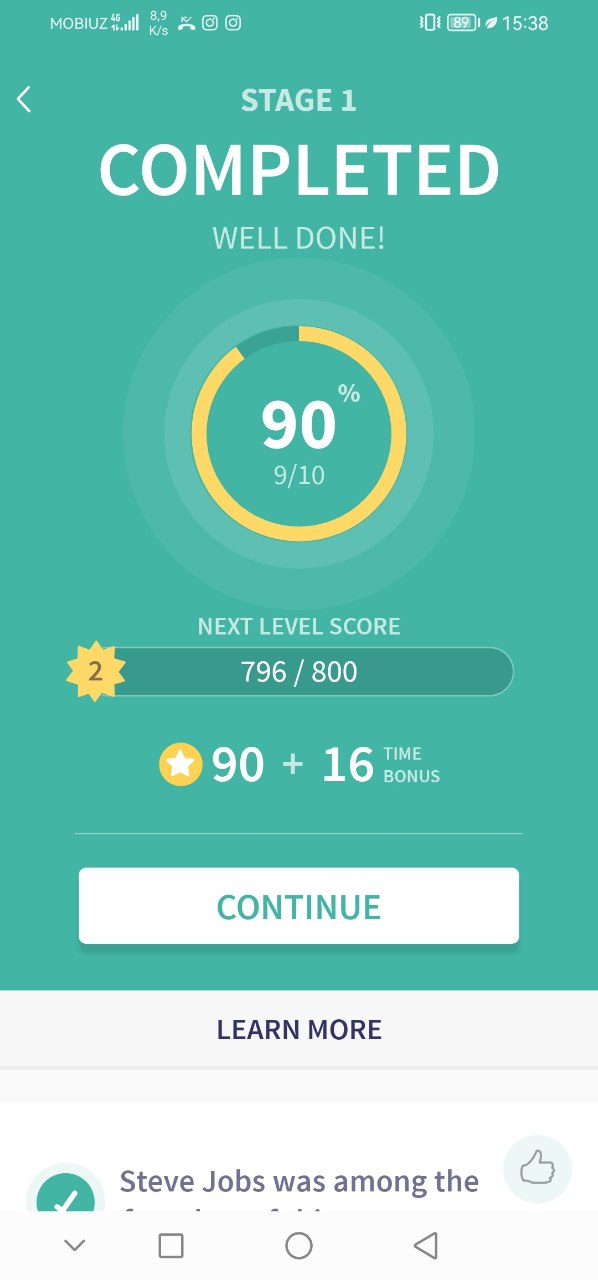 MOBIUZ 4G 8,9 K/s 89 15:38
STAGE 1
COMPLETED
WELL DONE!
90 %
9/10
NEXT LEVEL SCORE
2 796 / 800
90 + 16 TIME BONUS
CONTINUE
LEARN MORE
Steve Jobs was among the